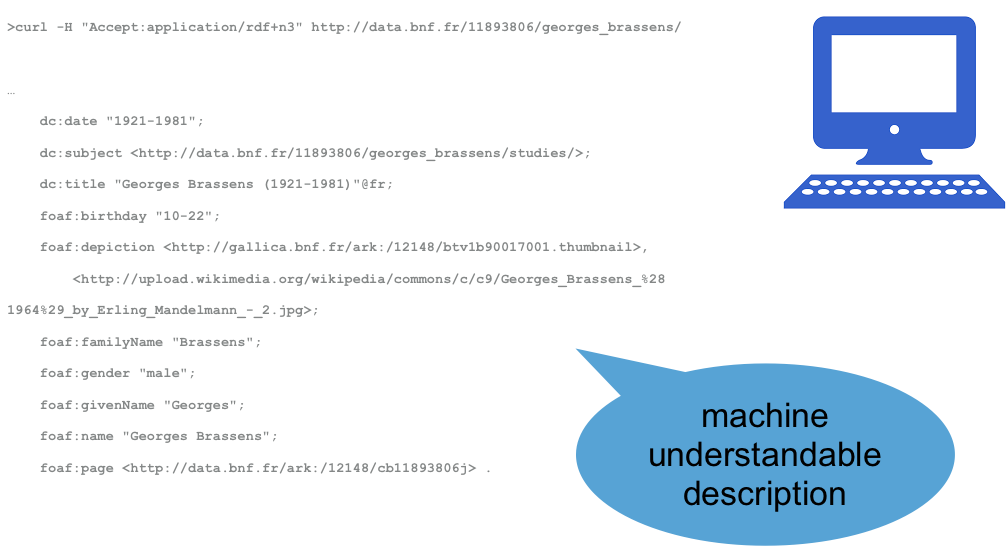 >curl -H "Accept:application/rdf+n3" http://data.bnf.fr/11893806/georges_brassens/
…
dc:date "1921-1981";
dc:subject <http://data.bnf.fr/11893806/georges_brassens/studies/>;
dc:title "Georges Brassens (1921-1981)"@fr;
foaf:birthday "10-22";
foaf:depiction <http://gallica.bnf.fr/ark:/12148/btv1b90017001.thumbnail>,
<http://upload.wikimedia.org/wikipedia/commons/c/c9/Georges_Brassens_%28
1964%29_by_Erling_Mandelmann_-_2.jpg>;
foaf:familyName "Brassens";
foaf:gender "male";
foaf:givenName "Georges";
foaf:name "Georges Brassens";
foaf:page <http://data.bnf.fr/ark:/12148/cb11893806j> .
machine
understandable
description